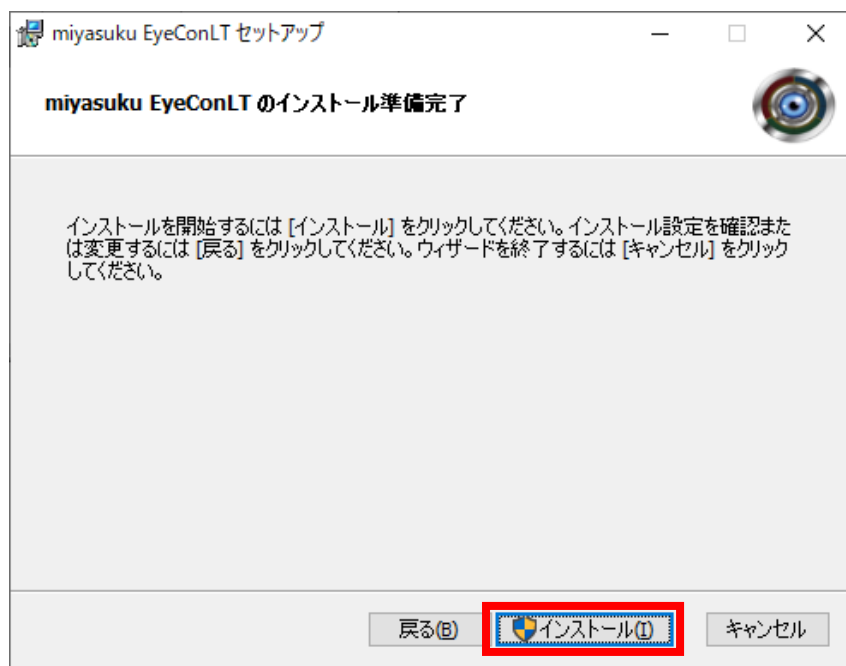 miyasuku EyeConLT セットアップ
miyasuku EyeConLT のインストール準備完了
インストールを開始するには [インストール] をクリックしてください。インストール設定を確認また
は変更するには [戻る] をクリックしてください。ウィザードを終了するには [キャンセル] をクリック
してください。
戻る(B) インストール(I) キャンセル